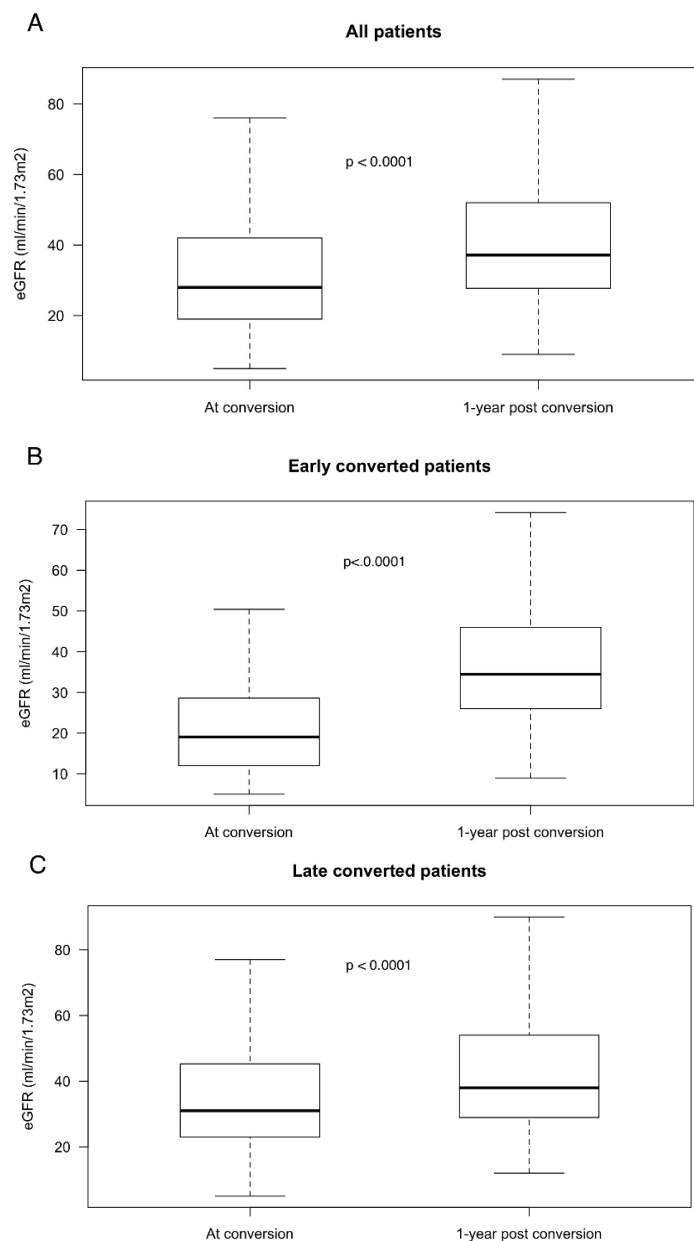 A
All patients
80
60
40
20
eGFR (ml/min/1.73m2)
p < 0.0001
At conversion
1-year post conversion
B
Early converted patients
70
60
50
40
30
20
10
eGFR (ml/min/1.73m2)
p<.0.0001
At conversion
1-year post conversion
C
Late converted patients
80
60
40
20
eGFR (ml/min/1.73m2)
p < 0.0001
At conversion
1-year post conversion